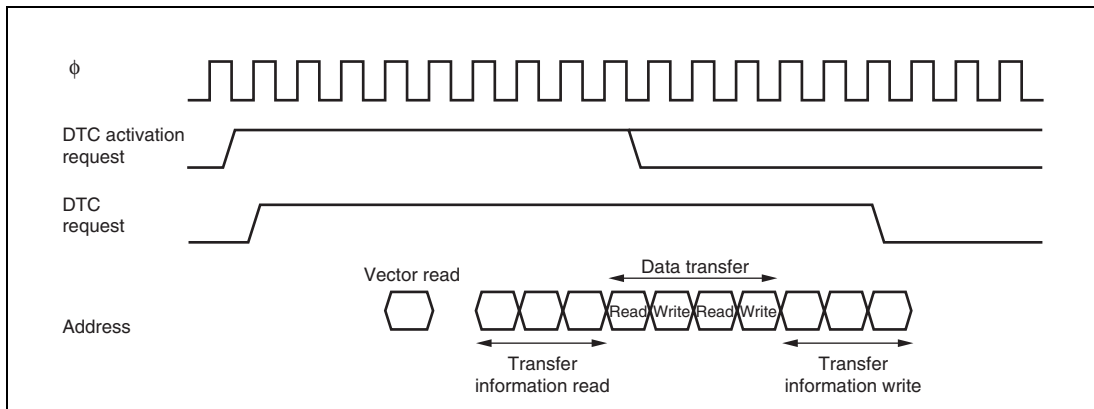 φ
DTC activation
request
DTC
request
Vector read
Data transfer
Address
Read Write Read Write
Transfer
information read
Transfer
information write